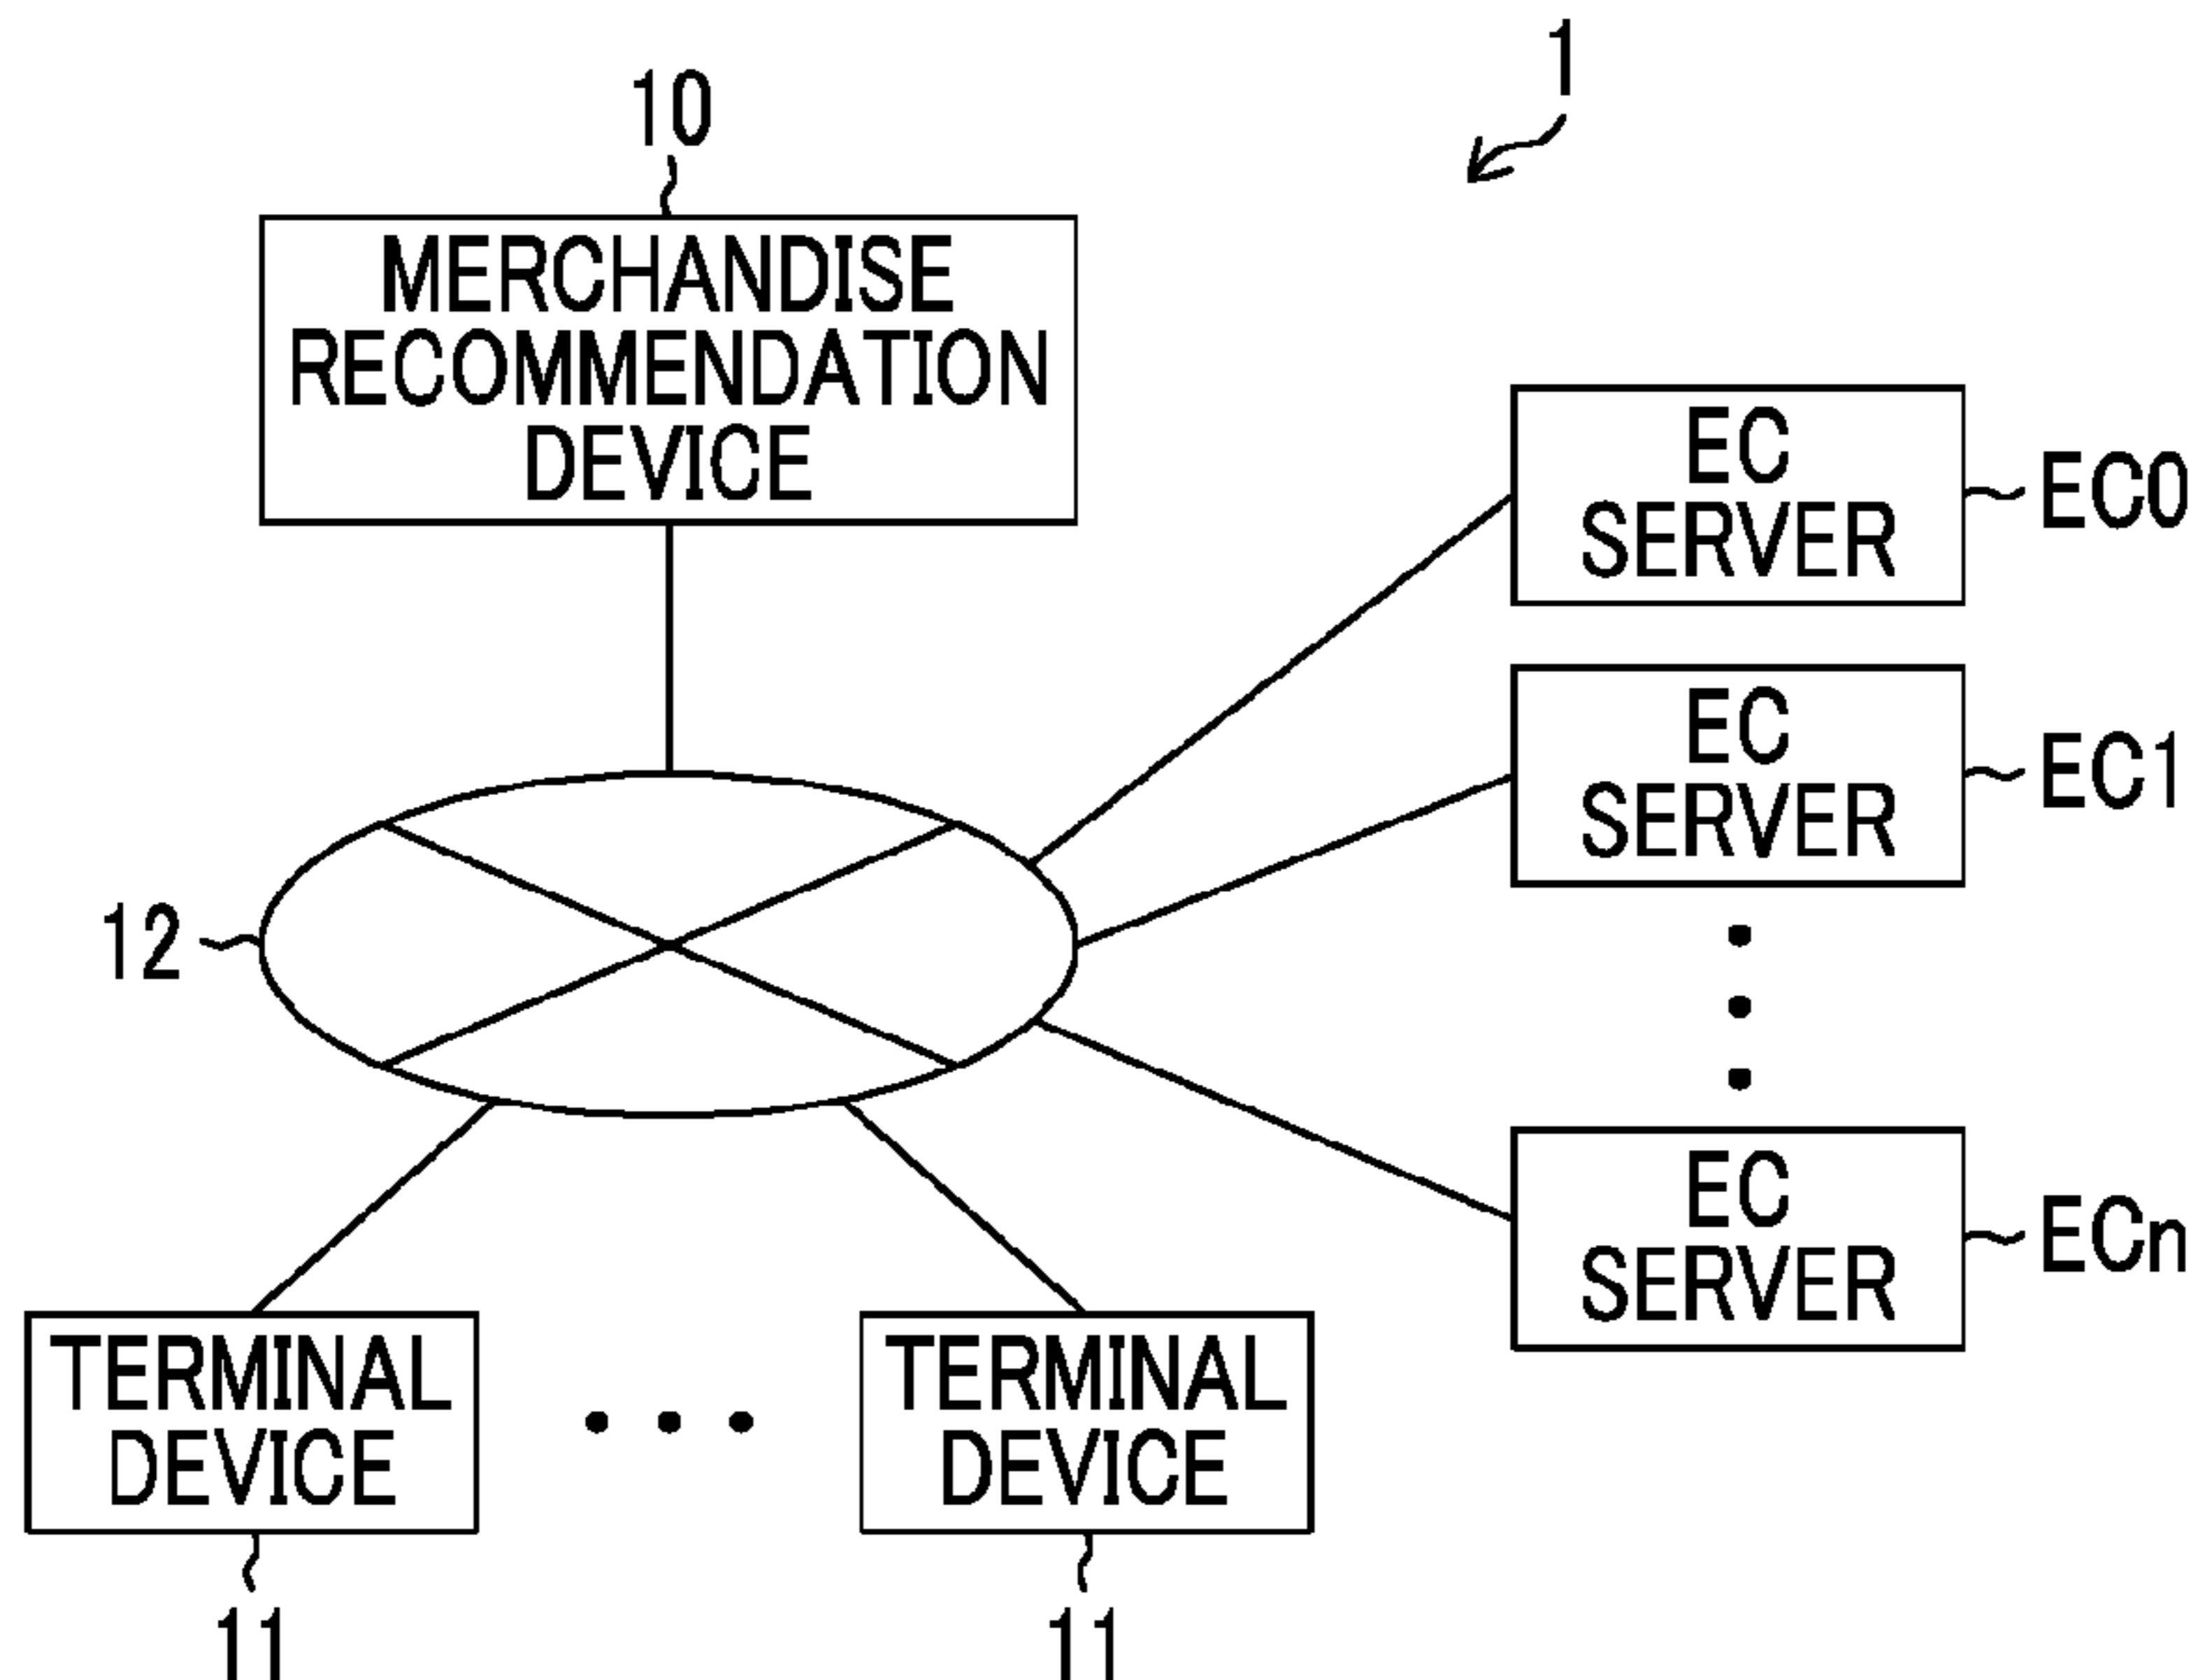 1
10
MERCHANDISE
RECOMMENDATION
DEVICE
EC
SERVER
EC0
EC
SERVER
EC1
12
EC
SERVER
ECn
TERMINAL
DEVICE
TERMINAL
DEVICE
11
11